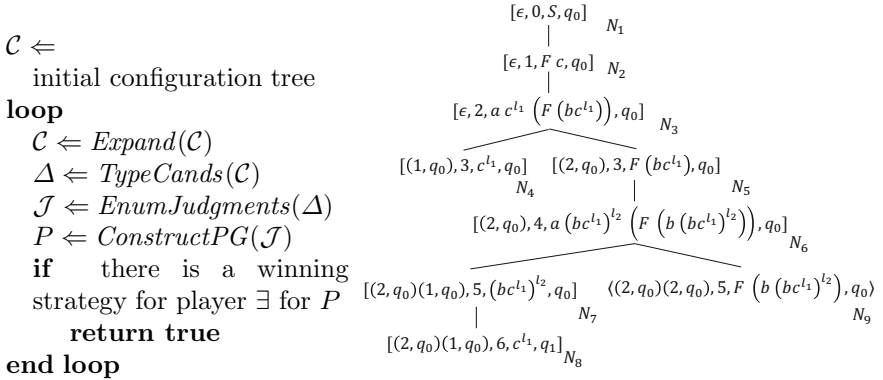 𝒞 ⇐
initial configuration tree
loop
𝒞 ⇐ Expand(𝒞)
Δ ⇐ TypeCands(𝒞)
𝒥 ⇐ EnumJudgments(Δ)
P ⇐ ConstructPG(𝒥)
if there is a winning
strategy for player ∃ for P
return true
end loop
[ϵ, 0, S, q₀] N₁
[ϵ, 1, F c, q₀] N₂
[ϵ, 2, a c^{l₁} (F (bc^{l₁})), q₀] N₃
[(1, q₀), 3, c^{l₁}, q₀] N₄ [(2, q₀), 3, F (bc^{l₁}), q₀] N₅
[(2, q₀), 4, a (bc^{l₁})^{l₂} (F (b (bc^{l₁})^{l₂})), q₀] N₆
[(2, q₀)(1, q₀), 5, (bc^{l₁})^{l₂}, q₀] N₇ ⟨(2, q₀)(2, q₀), 5, F (b (bc^{l₁})^{l₂}), q₀⟩ N₉
[(2, q₀)(1, q₀), 6, c^{l₁}, q₁] N₈